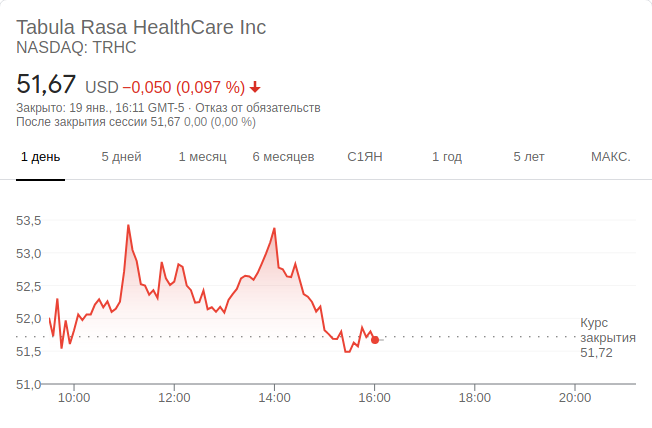 Tabula Rasa HealthCare Inc
NASDAQ: TRHC
51,67 USD −0,050 (0,097 %)
Закрыто: 19 янв., 16:11 GMT-5 · Отказ от обязательств
После закрытия сессии 51,67 0,00 (0,00 %)
1 день 5 дней 1 месяц 6 месяцев С1ЯН 1 год 5 лет МАКС.
53,5
53,0
52,5
52,0
51,5
51,0
Курс
закрытия
51,72
10:00 12:00 14:00 16:00 18:00 20:00